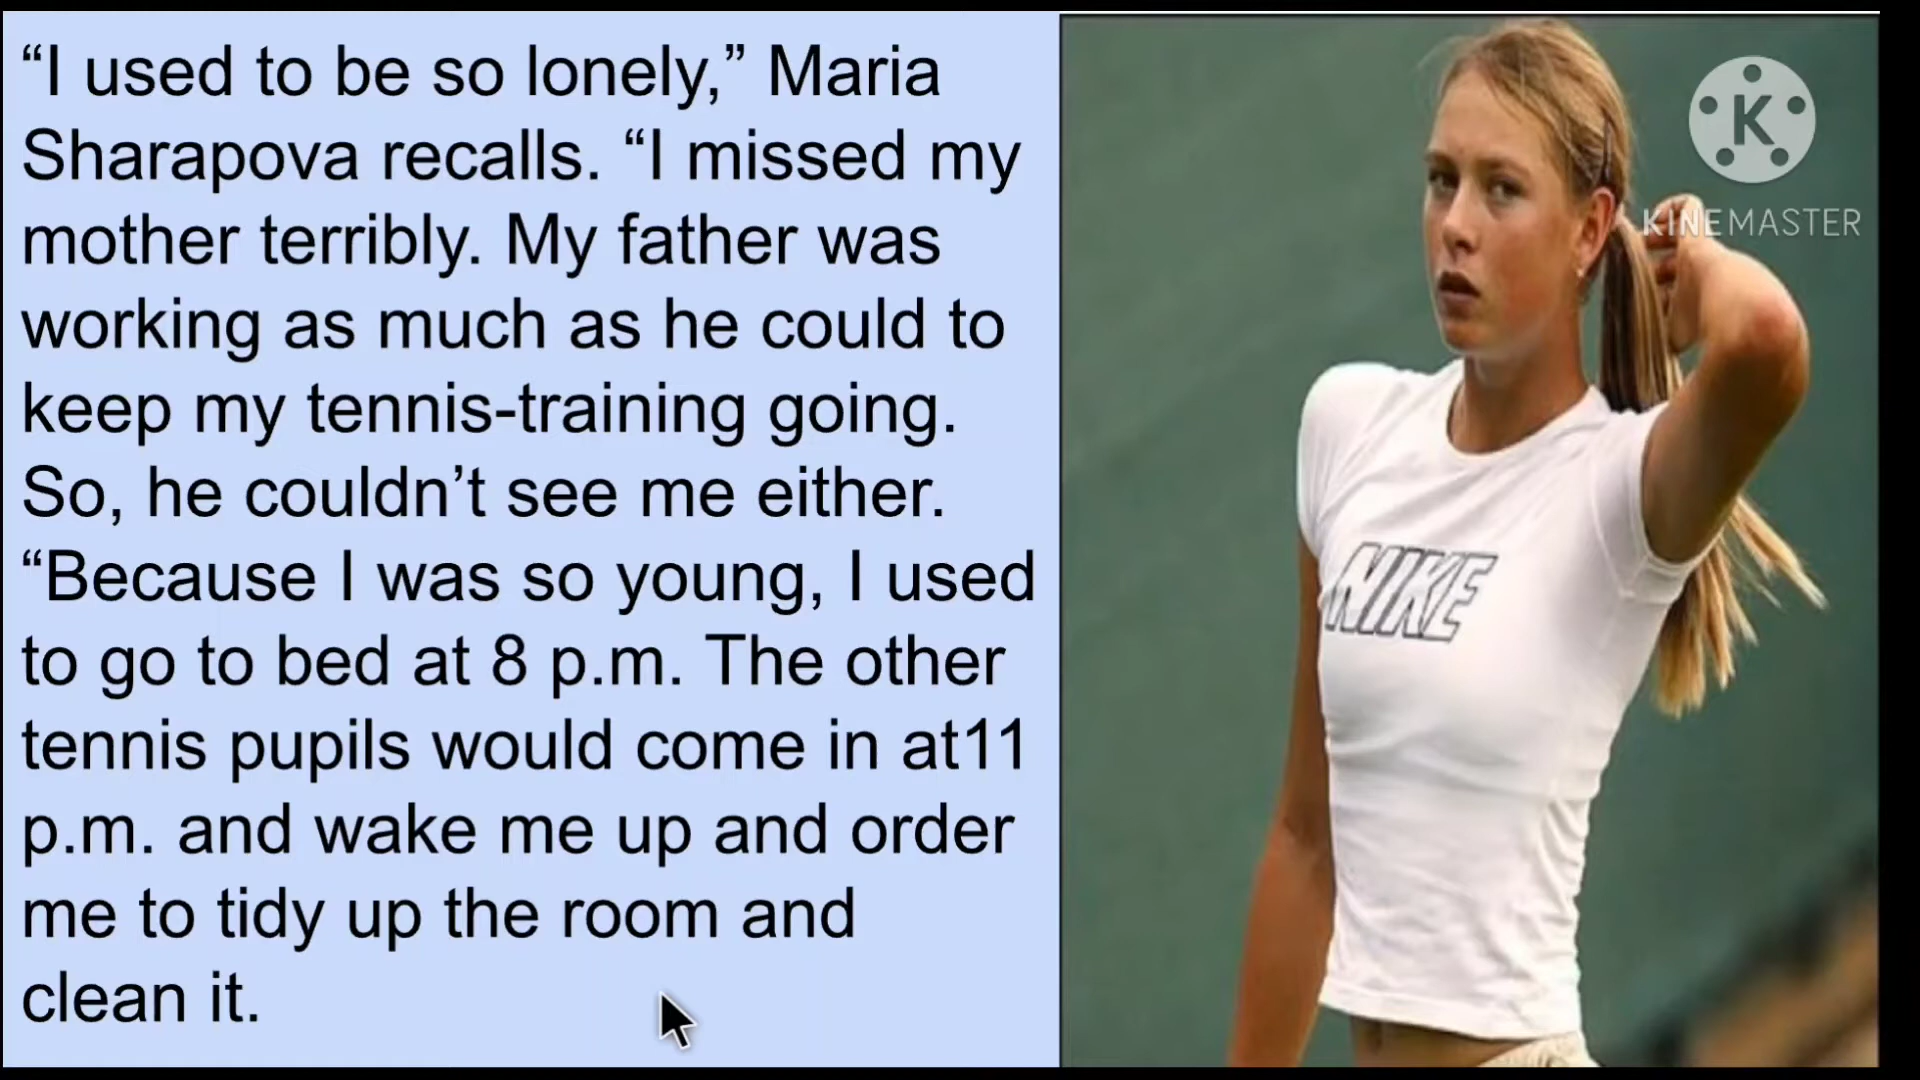 “I used to be so lonely,” Maria
Sharapova recalls. “I missed my
mother terribly. My father was
working as much as he could to
keep my tennis-training going.
So, he couldn’t see me either.
“Because I was so young, I used
to go to bed at 8 p.m. The other
tennis pupils would come in at11
p.m. and wake me up and order
me to tidy up the room and
clean it.
K
KINEMASTER
NIKE